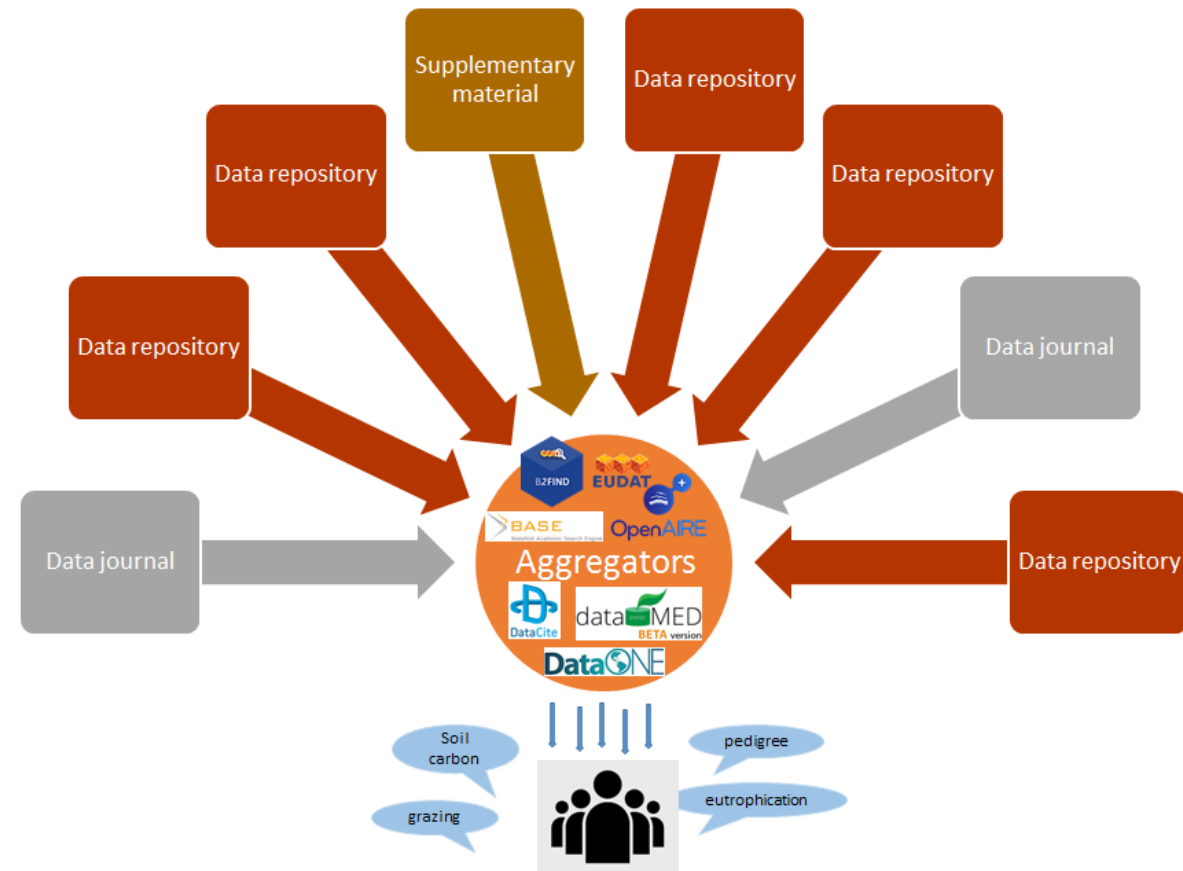 Supplementary
material
Data repository
Data repository
Data repository
Data repository
Data journal
Data journal
Data repository
B2FIND
EUDAT
BASE
Bielefeld Academic Search Engine
OpenAIRE
Aggregators
DataCite
dataMED
BETA version
DataONE
Soil
carbon
pedigree
grazing
eutrophication